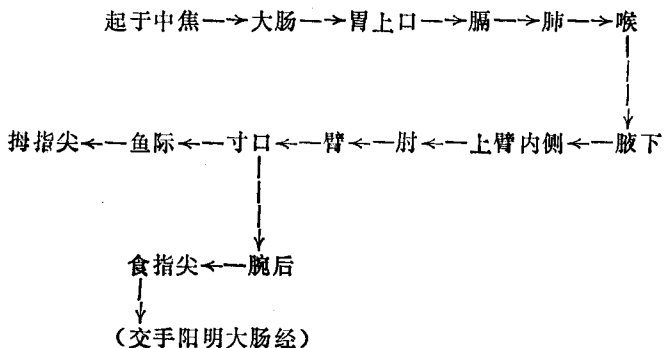 起于中焦→大肠→胃上口→膈→肺→喉
拇指尖←鱼际←寸口←臂←肘←上臂内侧←腋下
食指尖←腕后
(交手阳明大肠经)